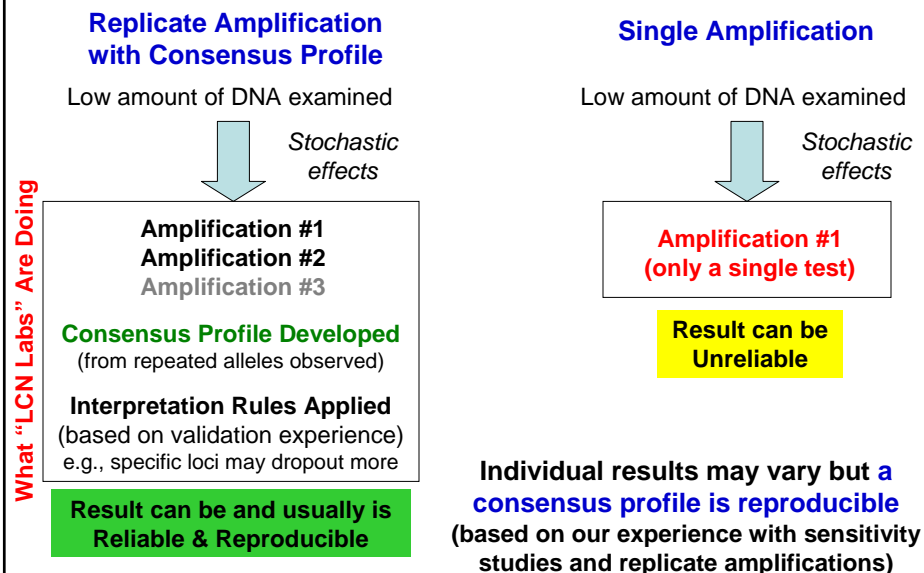 Replicate Amplification
with Consensus Profile
Low amount of DNA examined
Stochastic
effects
What “LCN Labs” Are Doing
Amplification #1
Amplification #2
Amplification #3
Consensus Profile Developed
(from repeated alleles observed)
Interpretation Rules Applied
(based on validation experience)
e.g., specific loci may dropout more
Result can be and usually is
Reliable & Reproducible
Single Amplification
Low amount of DNA examined
Stochastic
effects
Amplification #1
(only a single test)
Result can be
Unreliable
Individual results may vary but a
consensus profile is reproducible
(based on our experience with sensitivity
studies and replicate amplifications)